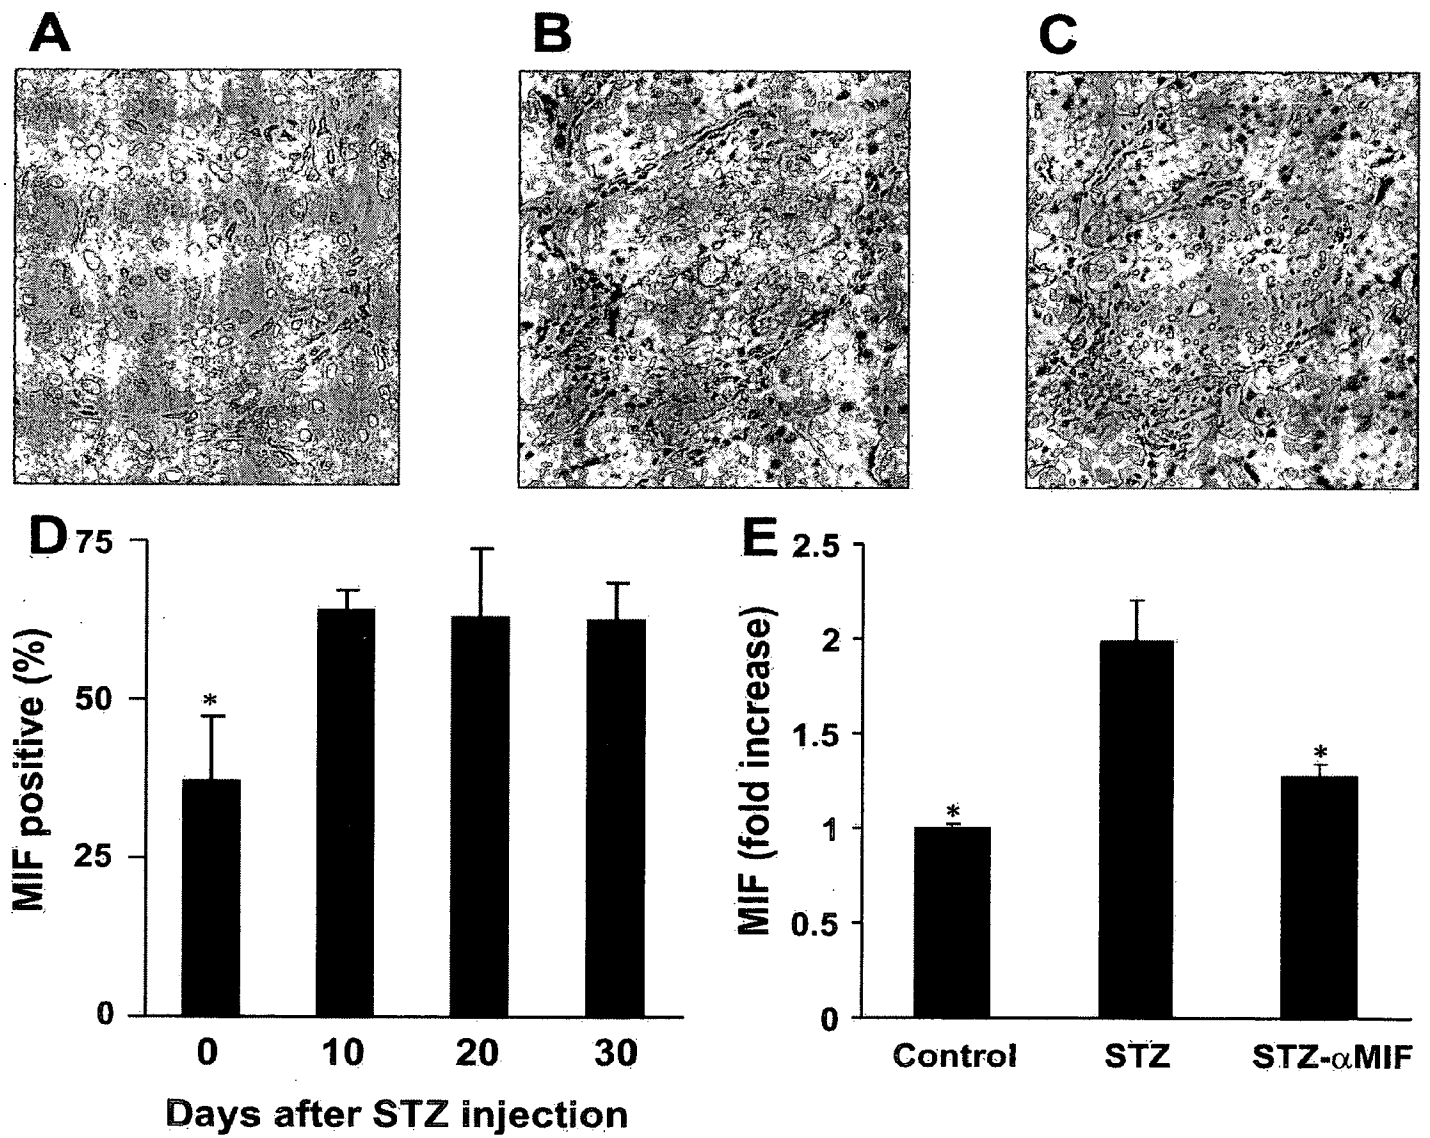 A
B
C
D
75
50
25
0
MIF positive (%)
*
0 10 20 30
Days after STZ injection
E
2.5
2
1.5
1
0.5
0
MIF (fold increase)
*
*
Control STZ STZ-αMIF